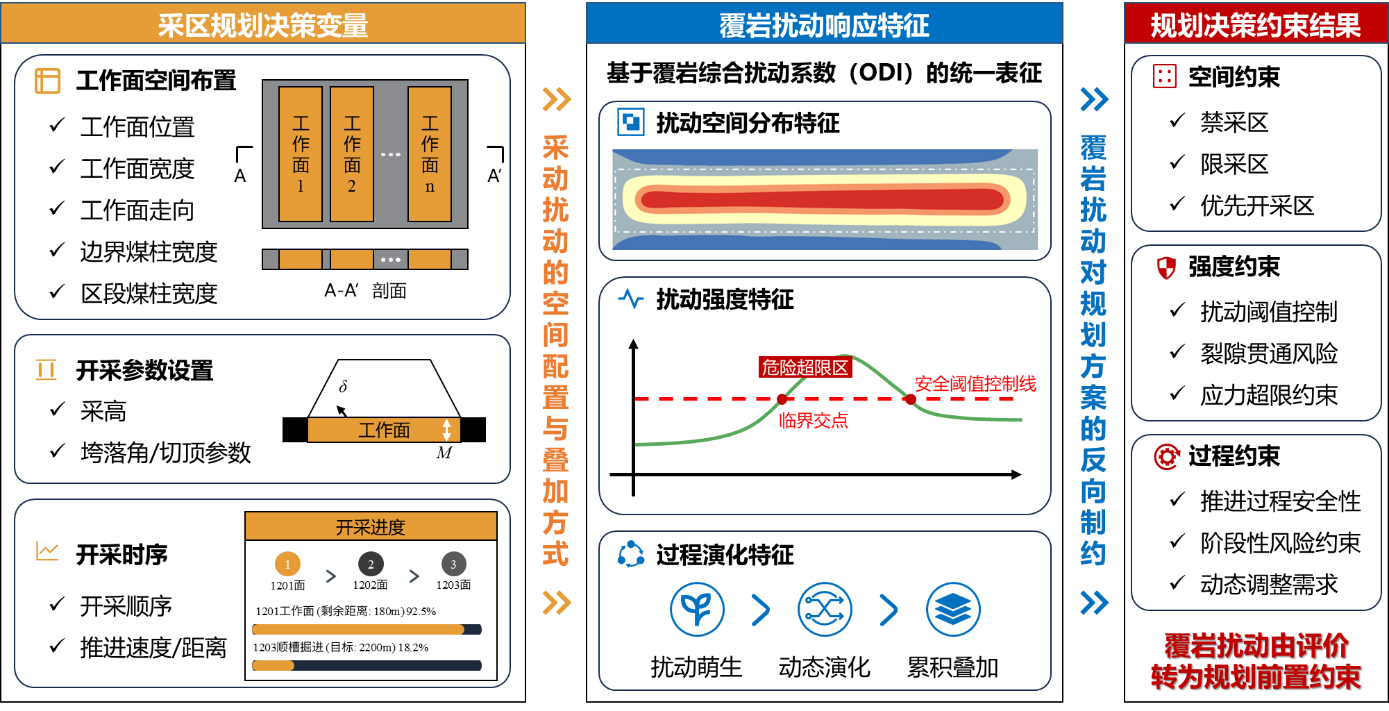 采区规划决策变量
工作面空间布置
工作面位置
工作面宽度
工作面走向
边界煤柱宽度
区段煤柱宽度
工作面1
工作面2
...
工作面n
A
A'
...
A-A' 剖面
开采参数设置
采高
垮落角/切顶参数
δ
工作面
M
开采时序
开采顺序
推进速度/距离
开采进度
1
2
3
1201面
1202面
1203面
1201工作面 (剩余距离: 180m) 92.5%
1203顺槽掘进 (目标: 2200m) 18.2%
采动扰动的空间配置与叠加方式
覆岩扰动响应特征
基于覆岩综合扰动系数（ODI）的统一表征
扰动空间分布特征
扰动强度特征
危险超限区
安全阈值控制线
临界交点
过程演化特征
扰动萌生
动态演化
累积叠加
覆岩扰动对规划方案的反向制约
规划决策约束结果
空间约束
禁采区
限采区
优先开采区
强度约束
扰动阈值控制
裂隙贯通风险
应力超限约束
过程约束
推进过程安全性
阶段性风险约束
动态调整需求
覆岩扰动由评价
转为规划前置约束